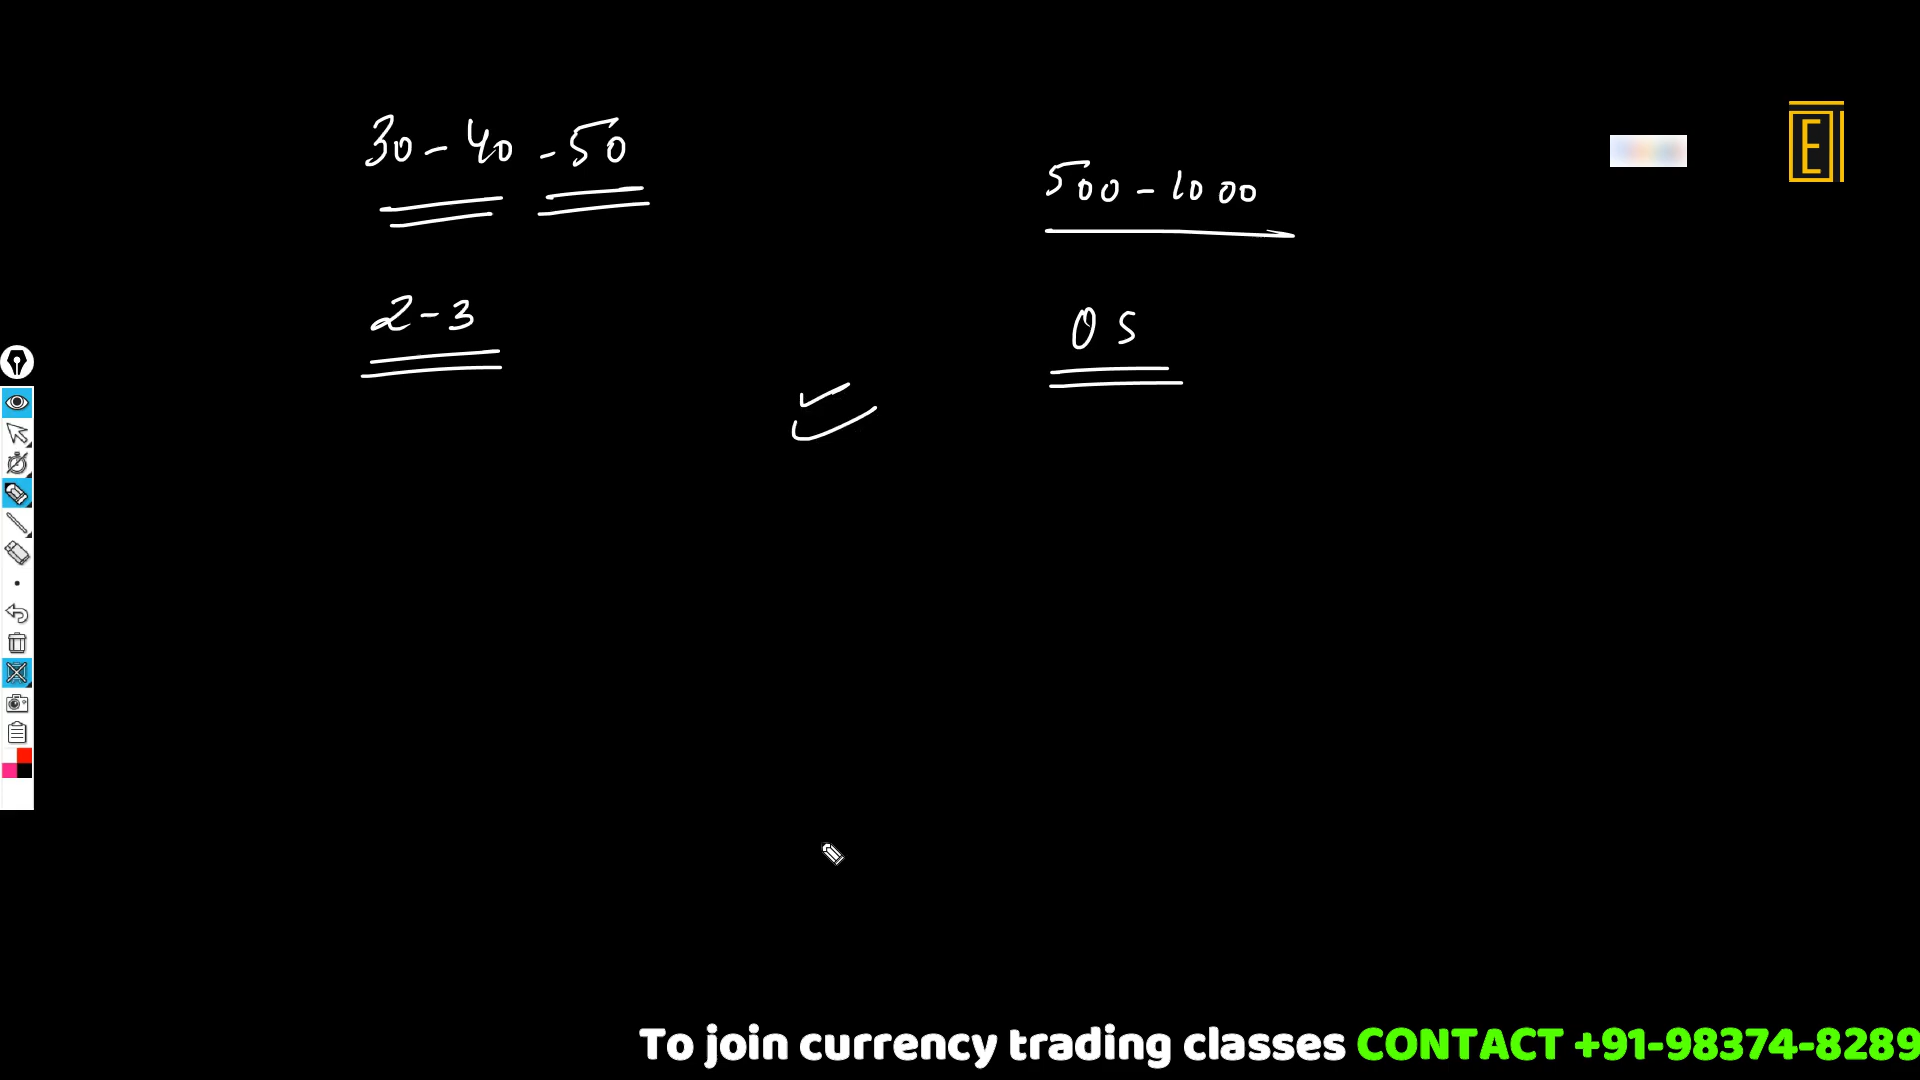 30 - 40 - 50
500 - 1000
2 - 3
0 S
E
To join currency trading classes CONTACT +91-98374-8289